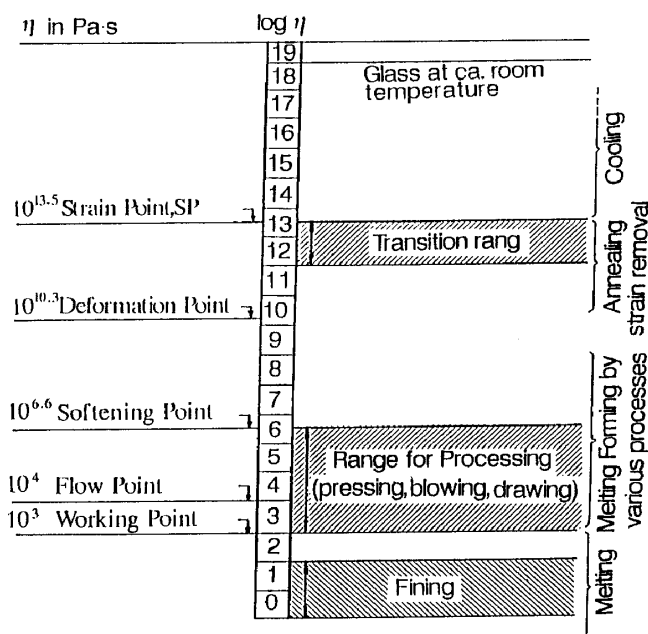 η in Pa·s
log η
19
18
17
16
15
14
13
12
11
10
9
8
7
6
5
4
3
2
1
0
10^13.5 Strain Point,SP
10^10.3 Deformation Point
10^6.6 Softening Point
10^4 Flow Point
10^3 Working Point
Glass at ca. room
temperature
Transition rang
Range for Processing
(pressing, blowing, drawing)
Fining
Cooling
Annealing
strain removal
Melting Forming by
various processes
Melting